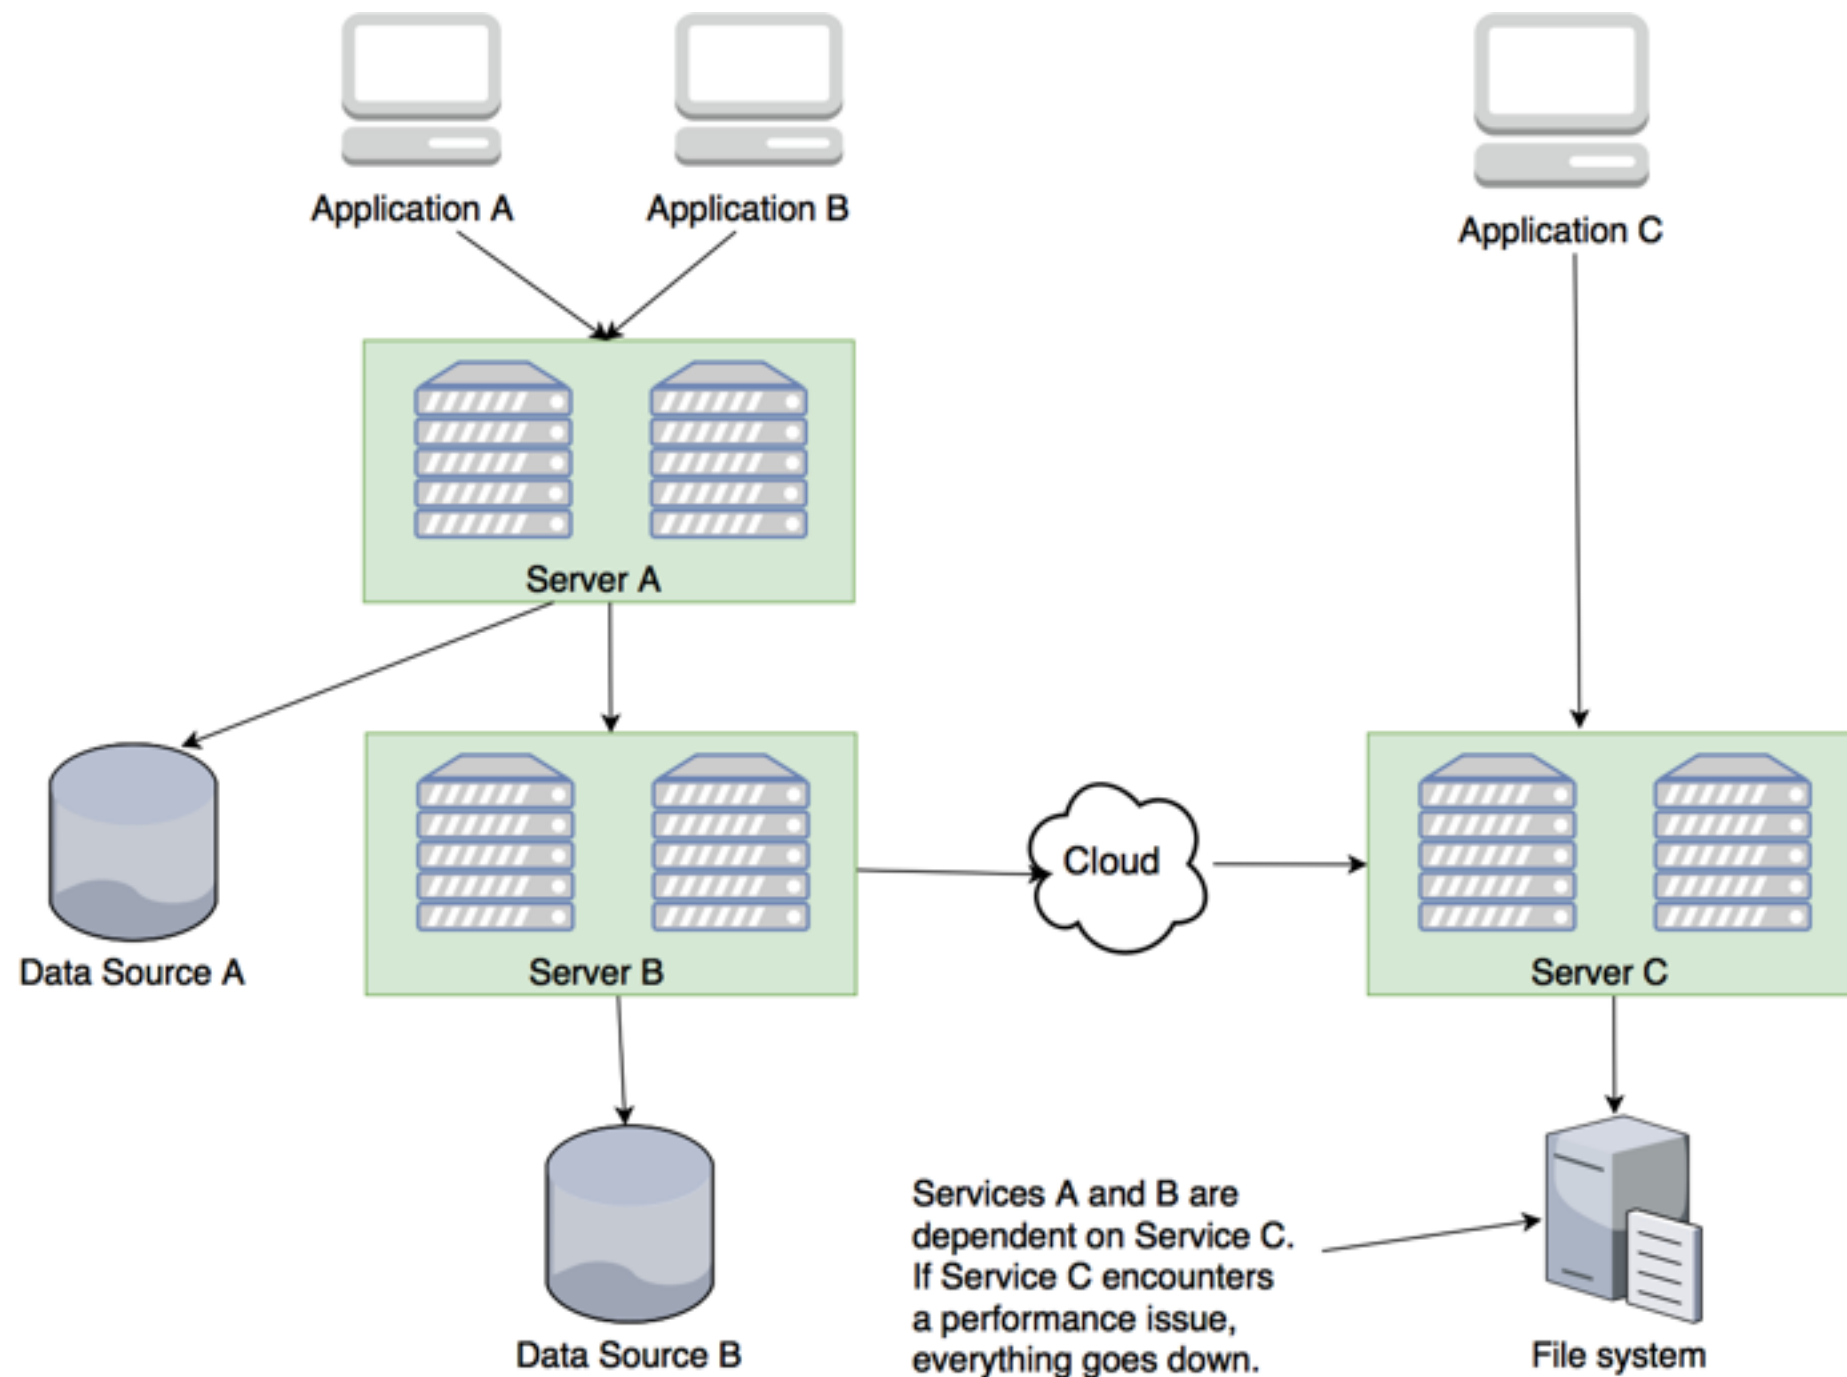 Application A
Application B
Application C
Server A
Cloud
Data Source A
Server B
Server C
Services A and B are
dependent on Service C.
If Service C encounters
a performance issue,
everything goes down.
Data Source B
File system